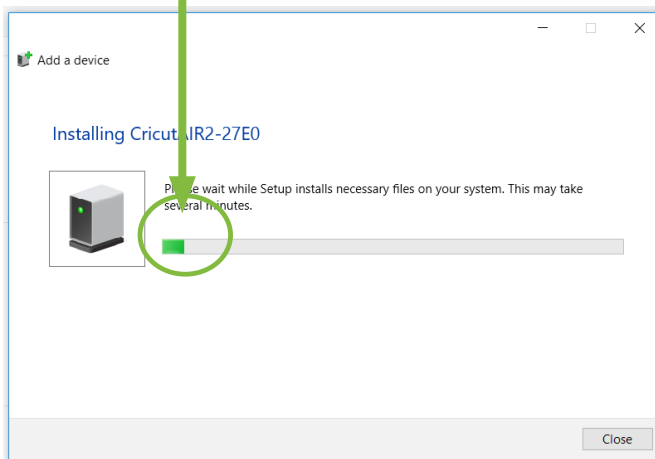 Add a device
Installing CricutAIR2-27E0
Please wait while Setup installs necessary files on your system. This may take
several minutes.
Close